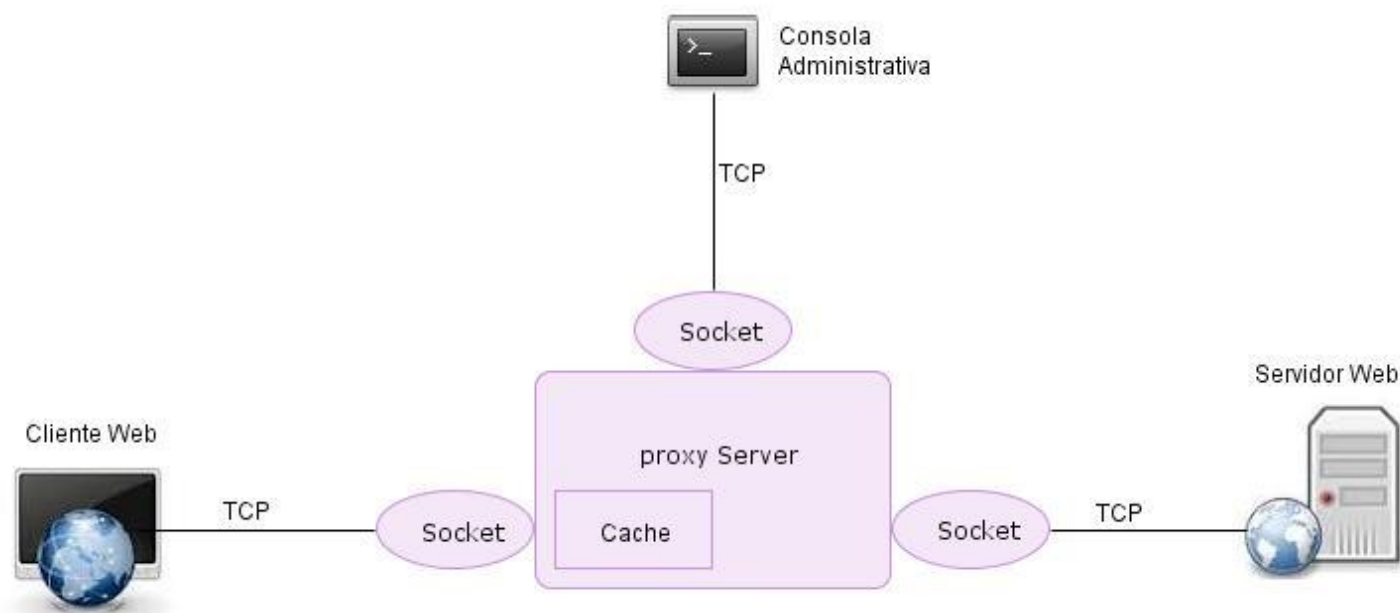 >_
Consola
Administrativa
TCP
Socket
Servidor Web
Cliente Web
proxy Server
TCP
Socket
Cache
Socket
TCP